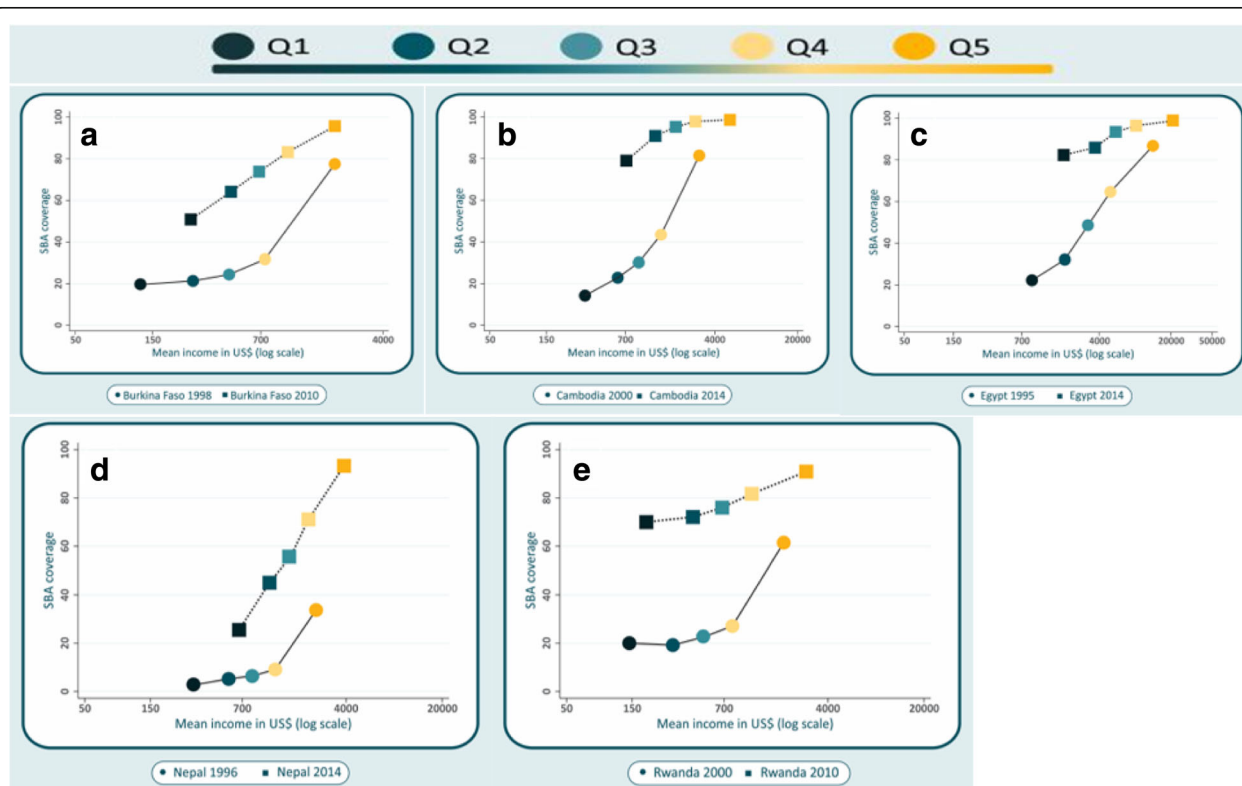 Q1 Q2 Q3 Q4 Q5
a
SBA coverage
100
80
60
40
20
0
50 150 700 4000
Mean income in US$ (log scale)
Burkina Faso 1998 Burkina Faso 2010
b
SBA coverage
100
80
60
40
20
0
50 150 700 4000 20000
Mean income in US$ (log scale)
Cambodia 2000 Cambodia 2014
c
SBA coverage
100
80
60
40
20
0
50 150 700 4000 20000 50000
Mean income in US$ (log scale)
Egypt 1995 Egypt 2014
d
SBA coverage
100
80
60
40
20
0
50 150 700 4000 20000
Mean income in US$ (log scale)
Nepal 1996 Nepal 2014
e
SBA coverage
100
80
60
40
20
0
50 150 700 4000 20000
Mean income in US$ (log scale)
Rwanda 2000 Rwanda 2010